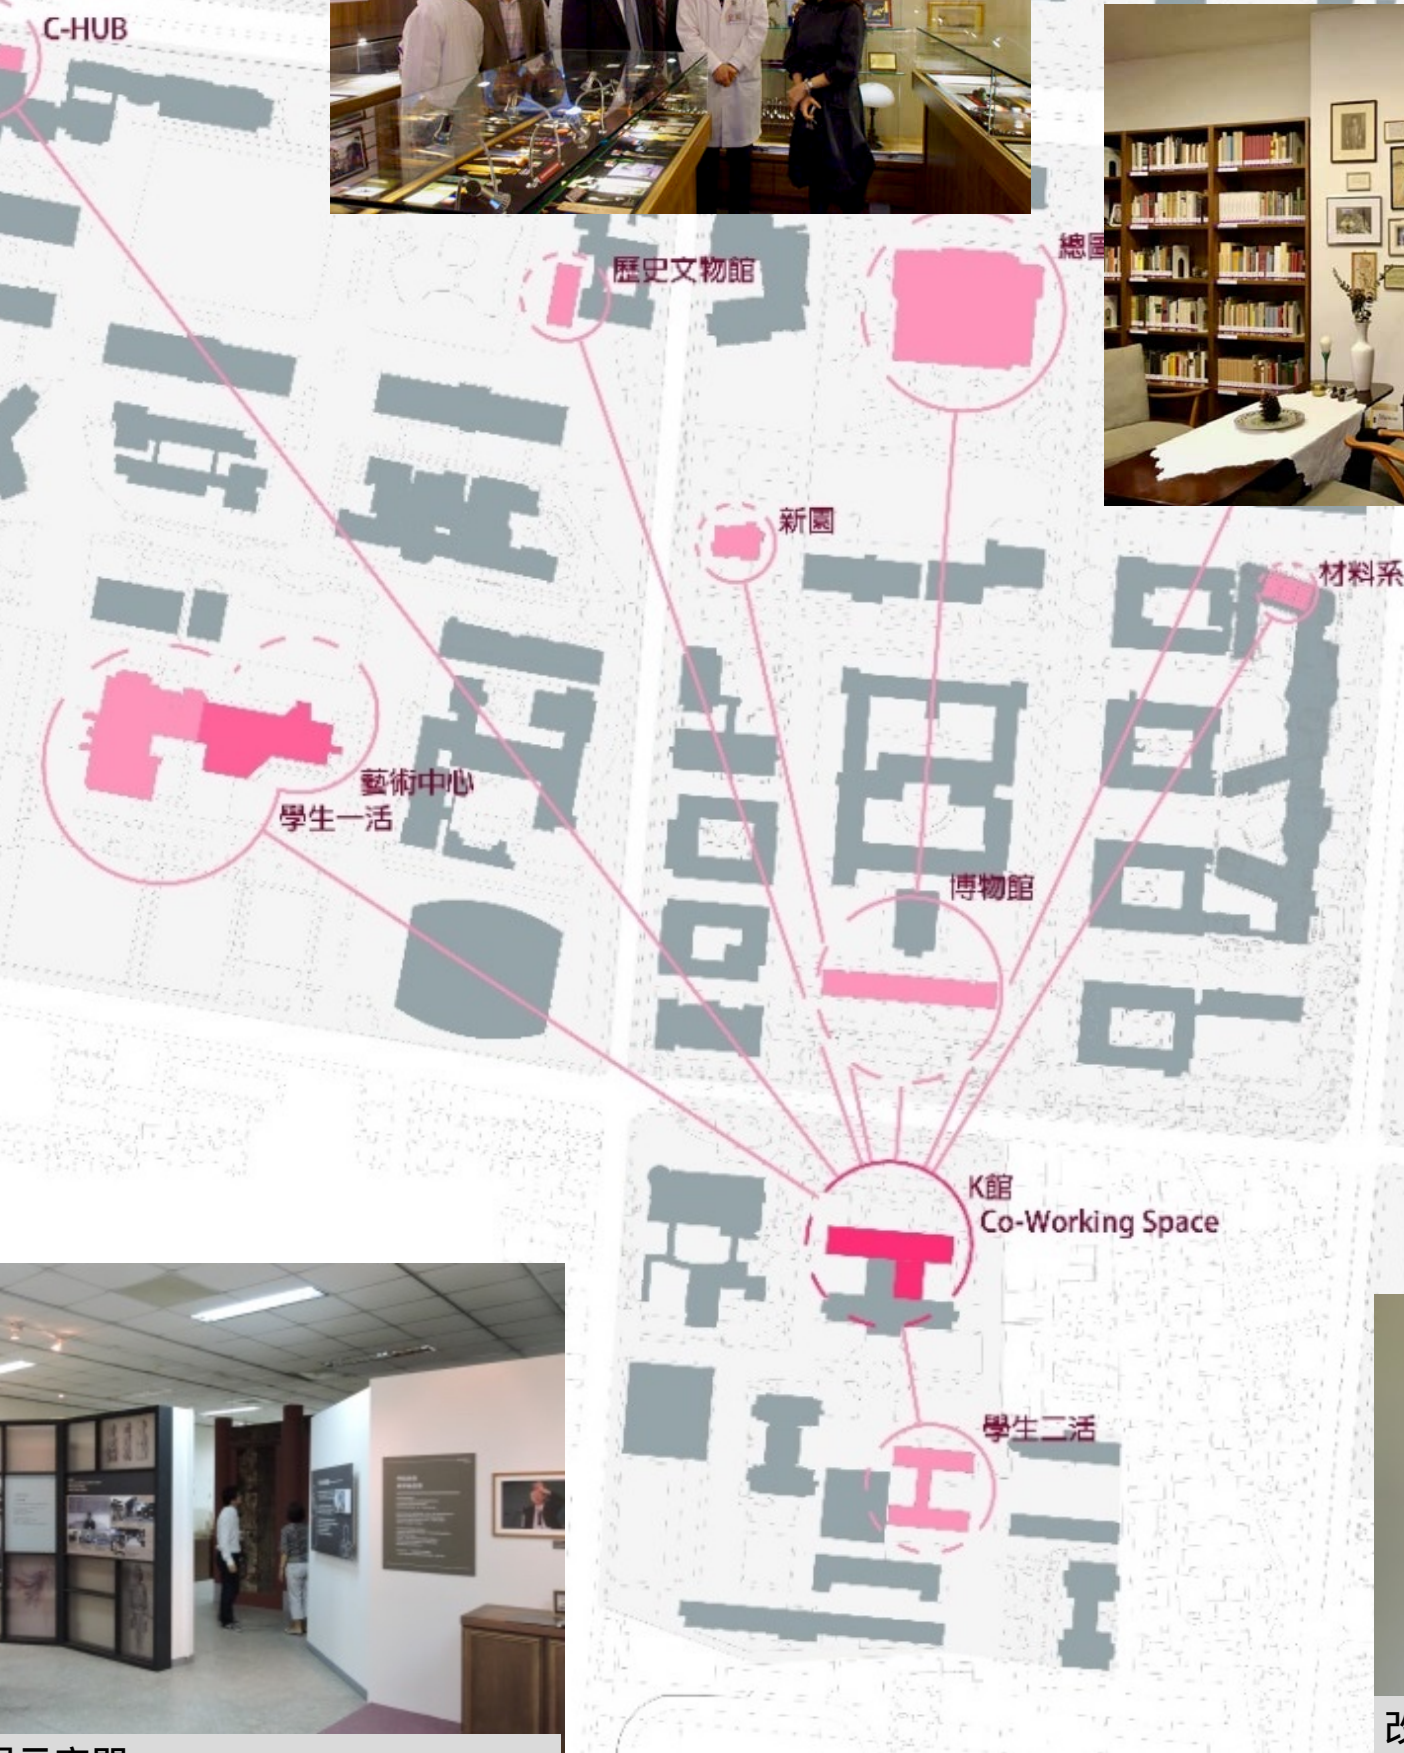 C-HUB
歷史文物館
總圖
新園
材料系
藝術中心
學生一活
博物館
K館
Co-Working Space
學生二活